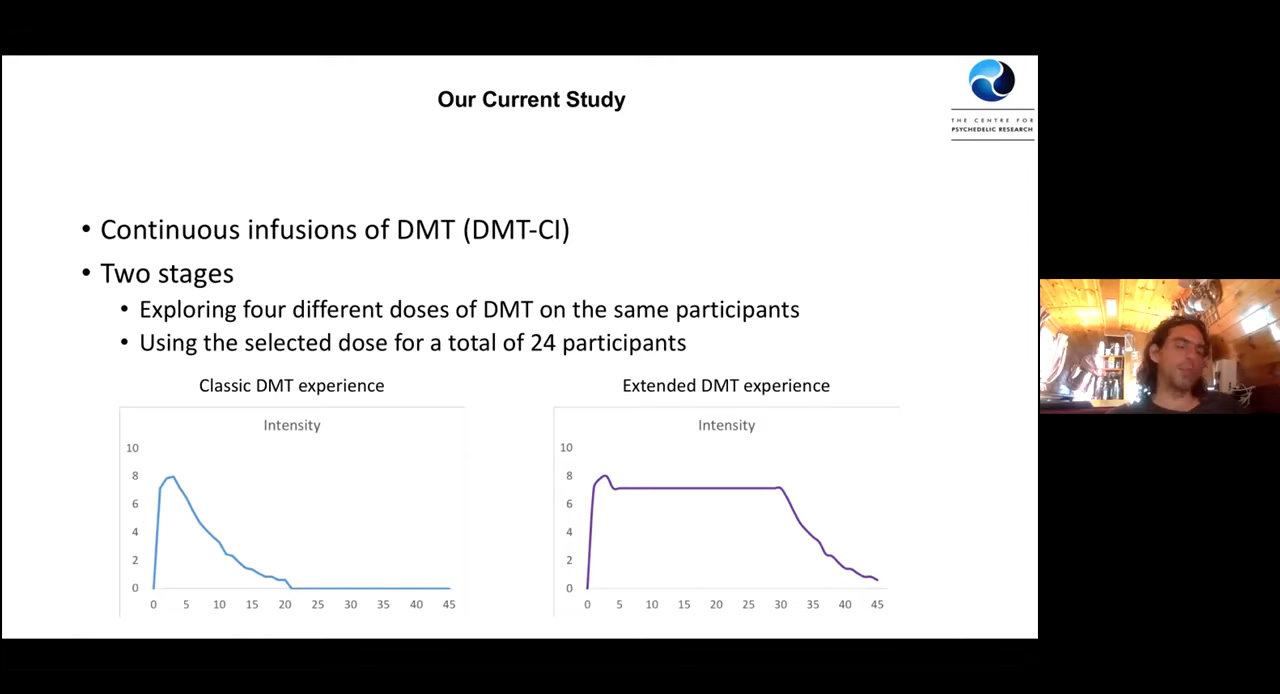 Our Current Study
THE CENTRE FOR
PSYCHEDELIC RESEARCH
• Continuous infusions of DMT (DMT-CI)
• Two stages
• Exploring four different doses of DMT on the same participants
• Using the selected dose for a total of 24 participants
Classic DMT experience
Intensity
10
8
6
4
2
0
0 5 10 15 20 25 30 35 40 45
Extended DMT experience
Intensity
10
8
6
4
2
0
0 5 10 15 20 25 30 35 40 45